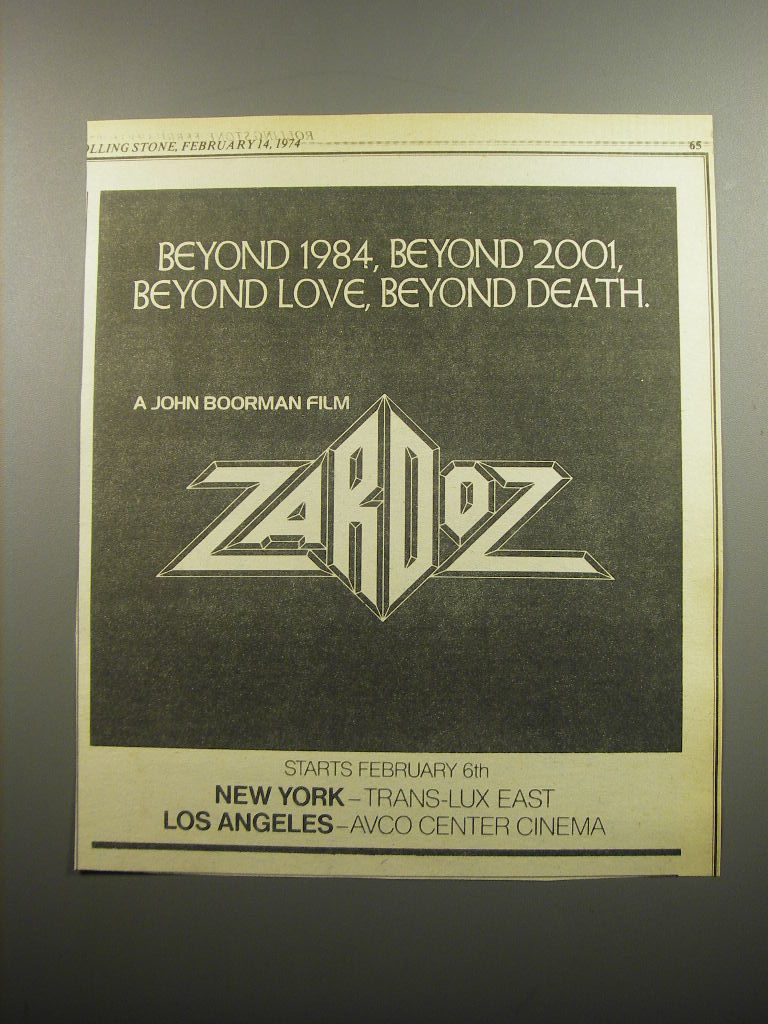 OLLING STONE, FEBRUARY 14, 1974 65
BEYOND 1984, BEYOND 2001,
BEYOND LOVE, BEYOND DEATH.
A JOHN BOORMAN FILM
ZARDOZ
STARTS FEBRUARY 6th
NEW YORK – TRANS-LUX EAST
LOS ANGELES – AVCO CENTER CINEMA